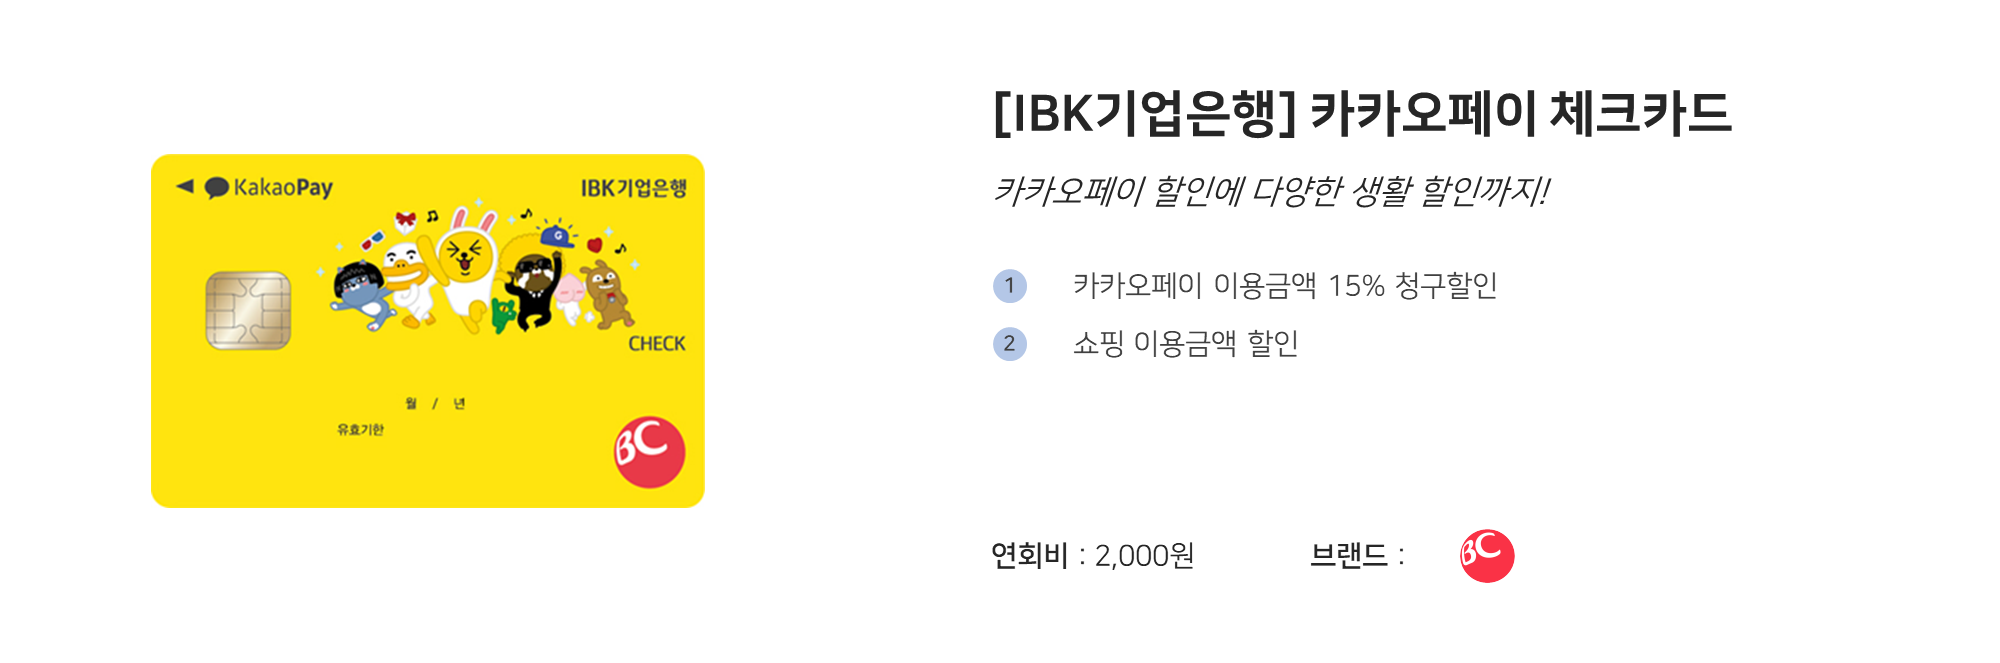 KakaoPay
IBK기업은행
G
CHECK
월 / 년
유효기한
BC
[IBK기업은행] 카카오페이 체크카드
카카오페이 할인에 다양한 생활 할인까지!
1 카카오페이 이용금액 15% 청구할인
2 쇼핑 이용금액 할인
연회비 : 2,000원 브랜드 : BC